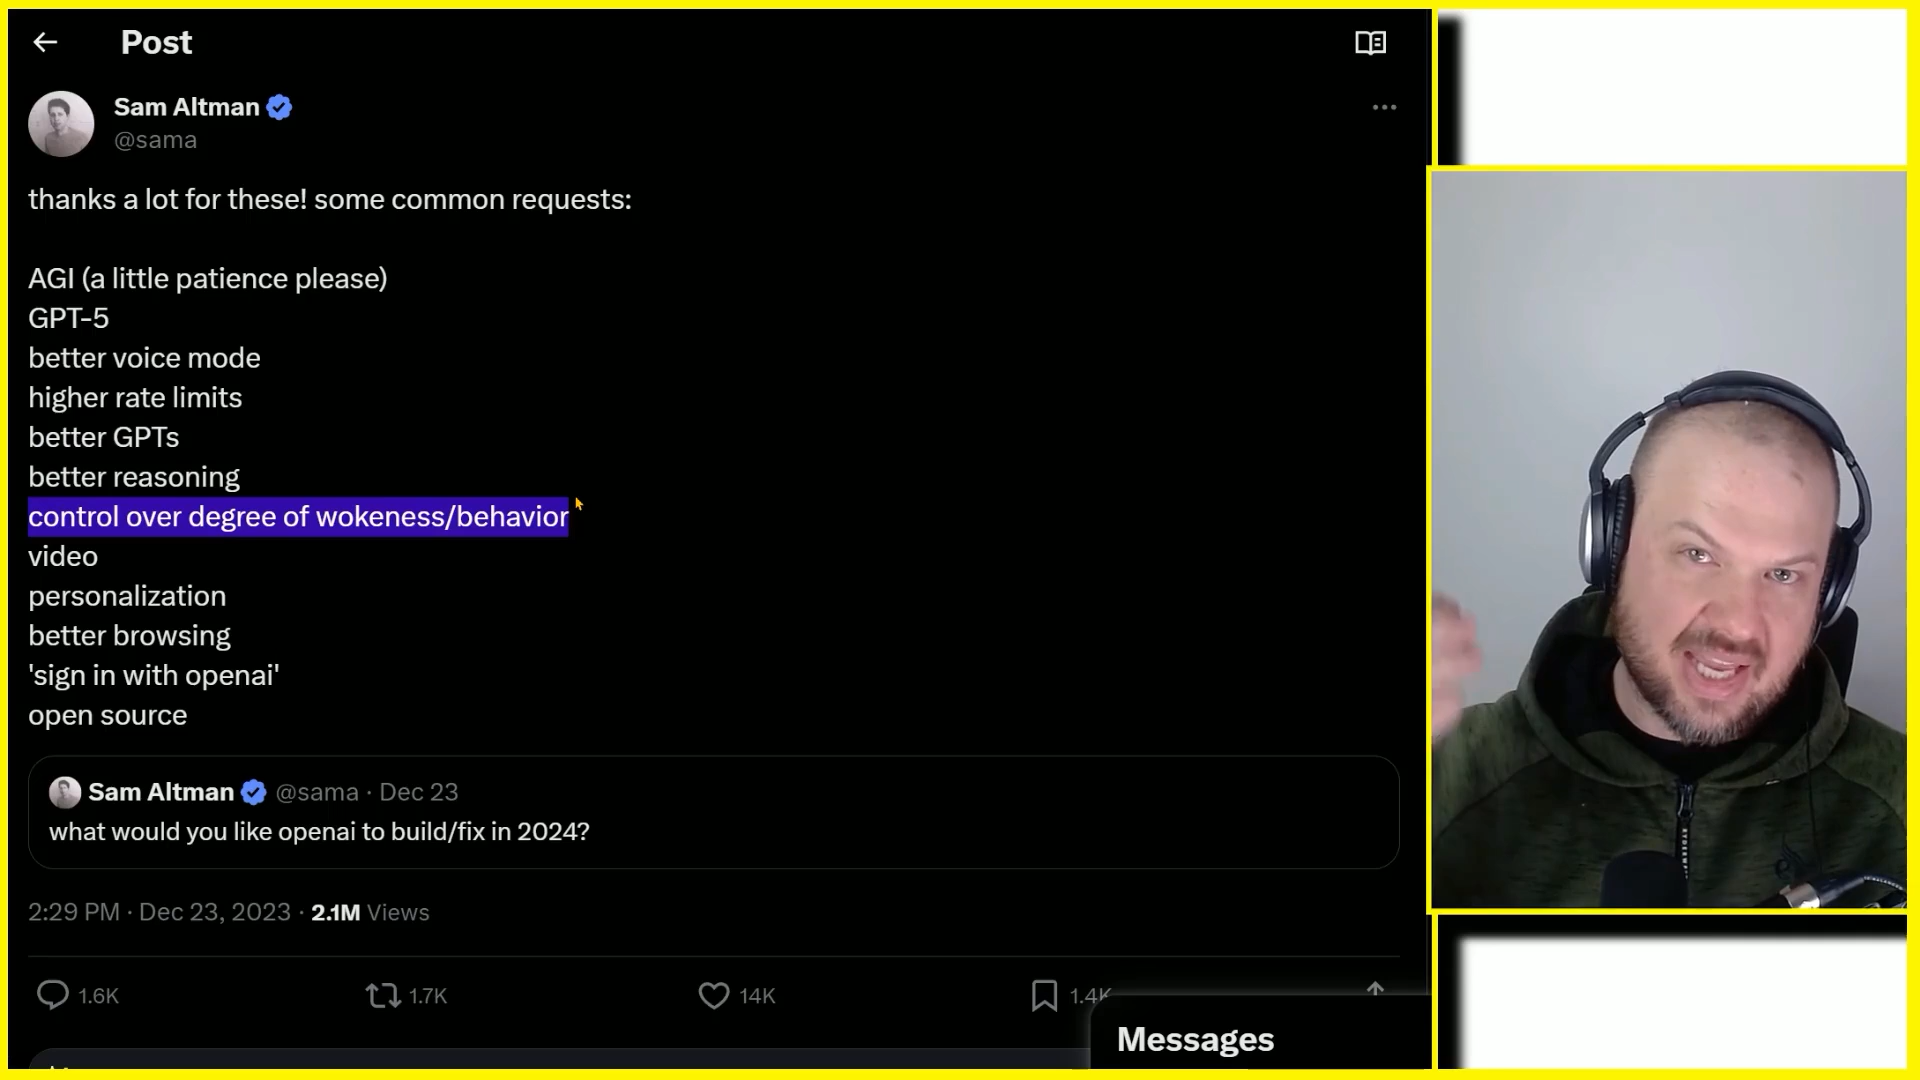 Post
Sam Altman
@sama
thanks a lot for these! some common requests:
AGI (a little patience please)
GPT-5
better voice mode
higher rate limits
better GPTs
better reasoning
control over degree of wokeness/behavior
video
personalization
better browsing
'sign in with openai'
open source
Sam Altman @sama · Dec 23
what would you like openai to build/fix in 2024?
2:29 PM · Dec 23, 2023 · 2.1M Views
1.6K 1.7K 14K 1.4K
Messages